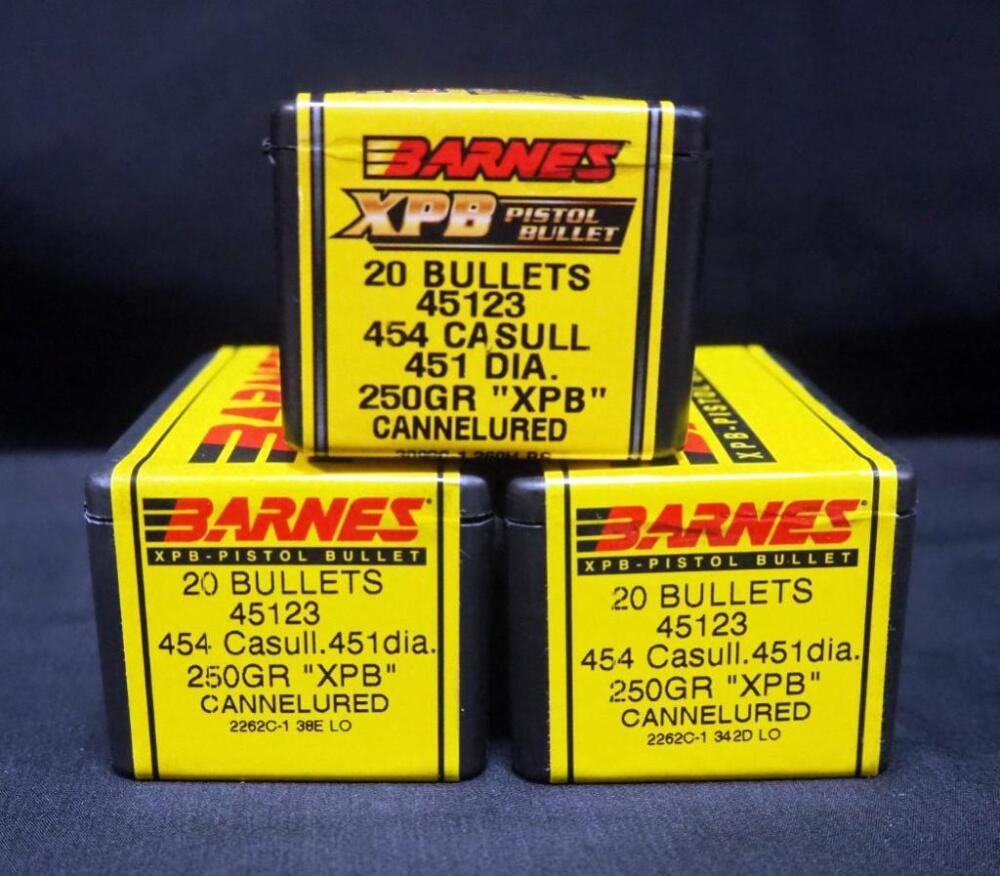 BARNES
XPB PISTOL BULLET
20 BULLETS
45123
454 CASULL
451 DIA.
250GR "XPB"
CANNELURED
BARNES
XPB-PISTOL BULLET
20 BULLETS
45123
454 Casull.451dia.
250GR "XPB"
CANNELURED
2262C-1 38E LO
XPB-PISTOL
BARNES
XPB-PISTOL BULLET
20 BULLETS
45123
454 Casull.451dia.
250GR "XPB"
CANNELURED
2262C-1 342D LO